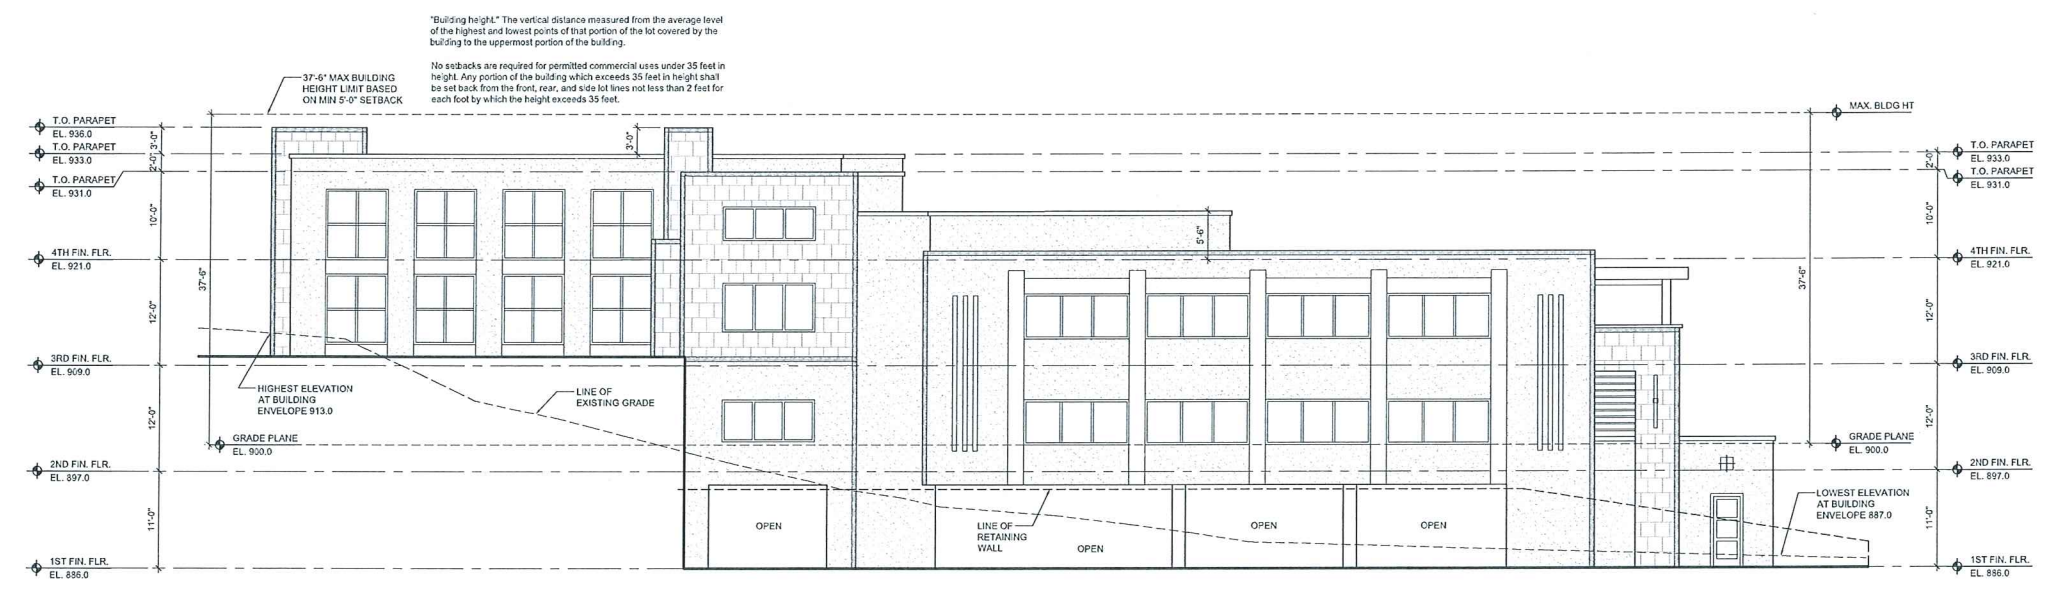 "Building height." The vertical distance measured from the average level
of the highest and lowest points of that portion of the lot covered by the
building to the uppermost portion of the building.
No setbacks are required for permitted commercial uses under 35 feet in
height. Any portion of the building which exceeds 35 feet in height shall
be set back from the front, rear, and side lot lines not less than 2 feet for
each foot by which the height exceeds 35 feet.
37'-6" MAX BUILDING
HEIGHT LIMIT BASED
ON MIN 5'-0" SETBACK
MAX. BLDG HT
T.O. PARAPET
EL. 936.0
T.O. PARAPET
EL. 933.0
T.O. PARAPET
EL. 931.0
4TH FIN. FLR.
EL. 921.0
3RD FIN. FLR.
EL. 909.0
GRADE PLANE
EL. 900.0
2ND FIN. FLR.
EL. 897.0
1ST FIN. FLR.
EL. 886.0
3'-0"
2'-0"
10'-0"
12'-0"
12'-0"
11'-0"
37'-6"
3'-0"
5'-6"
HIGHEST ELEVATION
AT BUILDING
ENVELOPE 913.0
LINE OF
EXISTING GRADE
OPEN
LINE OF
RETAINING
WALL
OPEN
OPEN
OPEN
LOWEST ELEVATION
AT BUILDING
ENVELOPE 887.0
37'-6"
GRADE PLANE
EL. 900.0
2'-0"
10'-0"
12'-0"
12'-0"
11'-0"
T.O. PARAPET
EL. 933.0
T.O. PARAPET
EL. 931.0
4TH FIN. FLR.
EL. 921.0
3RD FIN. FLR.
EL. 909.0
2ND FIN. FLR.
EL. 897.0
1ST FIN. FLR.
EL. 886.0